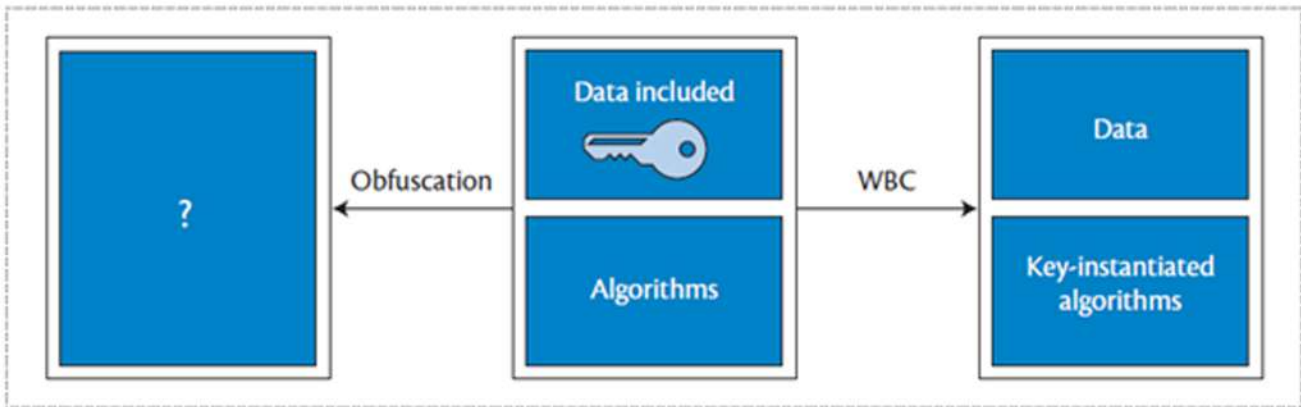 ?
Obfuscation
Data included
Algorithms
WBC
Data
Key-instantiated
algorithms